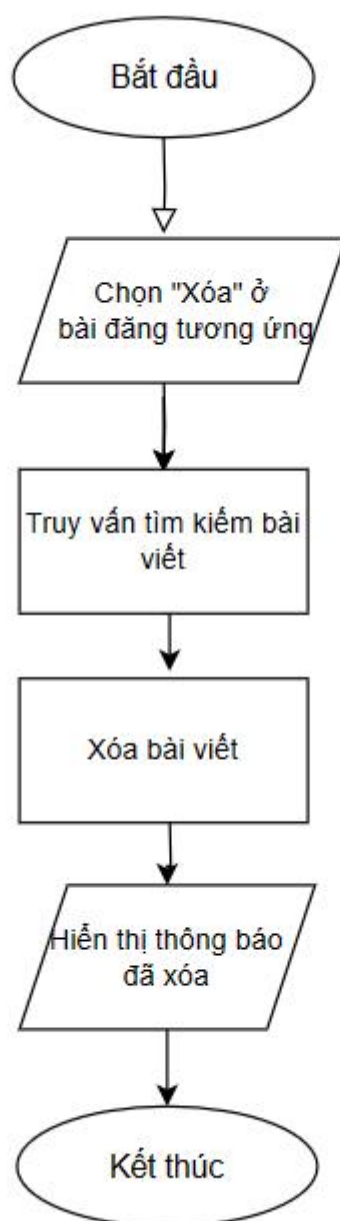 Bắt đầu
Chọn "Xóa" ở
bài đăng tương ứng
Truy vấn tìm kiếm bài
viết
Xóa bài viết
Hiển thị thông báo
đã xóa
Kết thúc